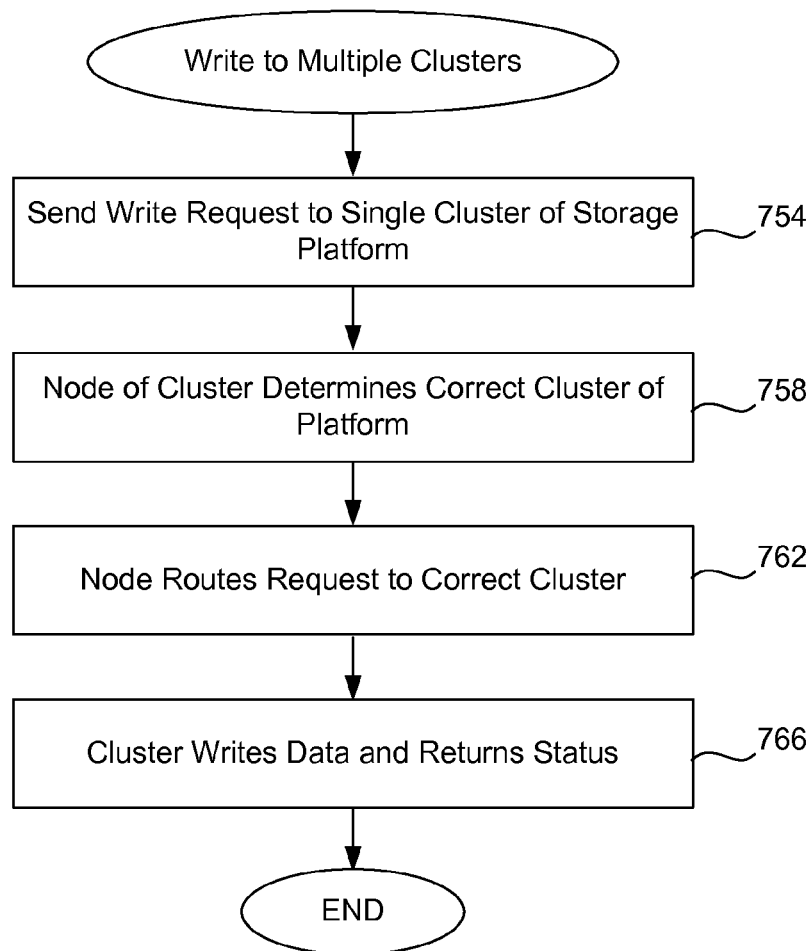 Write to Multiple Clusters
Send Write Request to Single Cluster of Storage
Platform
754
Node of Cluster Determines Correct Cluster of
Platform
758
Node Routes Request to Correct Cluster
762
Cluster Writes Data and Returns Status
766
END